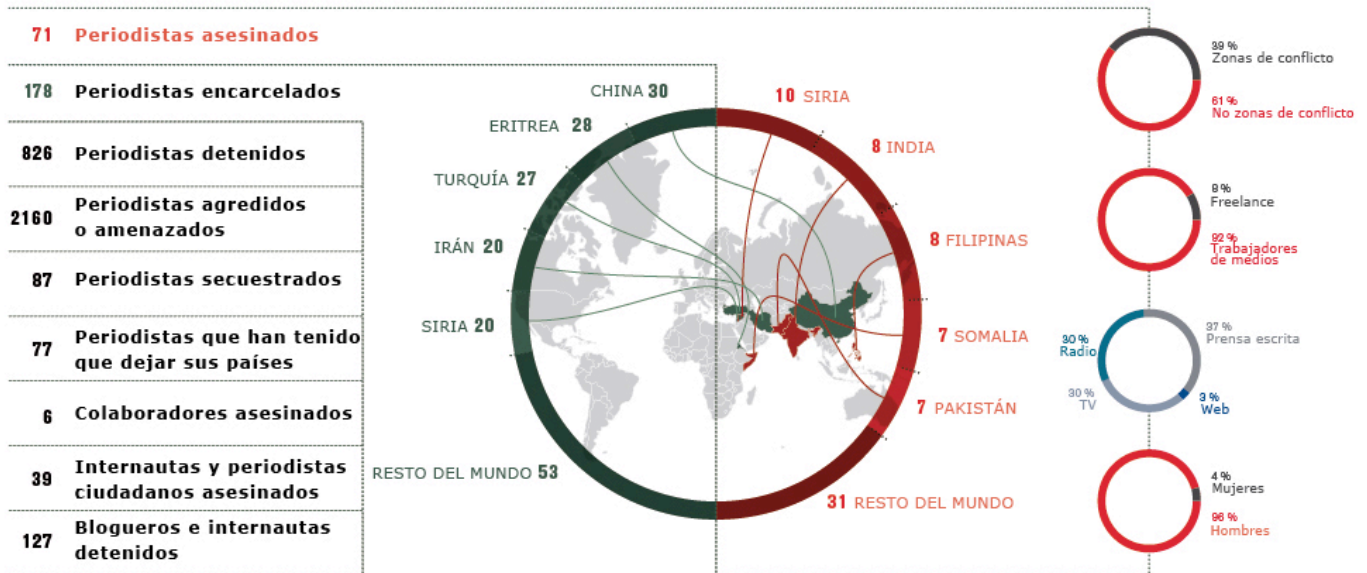 71 Periodistas asesinados
178 Periodistas encarcelados
826 Periodistas detenidos
2160 Periodistas agredidos
o amenazados
87 Periodistas secuestrados
77 Periodistas que han tenido
que dejar sus países
6 Colaboradores asesinados
39 Internautas y periodistas
ciudadanos asesinados
127 Blogueros e internautas
detenidos
CHINA 30
ERITREA 28
TURQUÍA 27
IRÁN 20
SIRIA 20
RESTO DEL MUNDO 53
10 SIRIA
8 INDIA
8 FILIPINAS
7 SOMALIA
7 PAKISTÁN
31 RESTO DEL MUNDO
39 %
Zonas de conflicto
61 %
No zonas de conflicto
8 %
Freelance
92 %
Trabajadores
de medios
30 %
Radio
37 %
Prensa escrita
30 %
TV
3 %
Web
4 %
Mujeres
96 %
Hombres